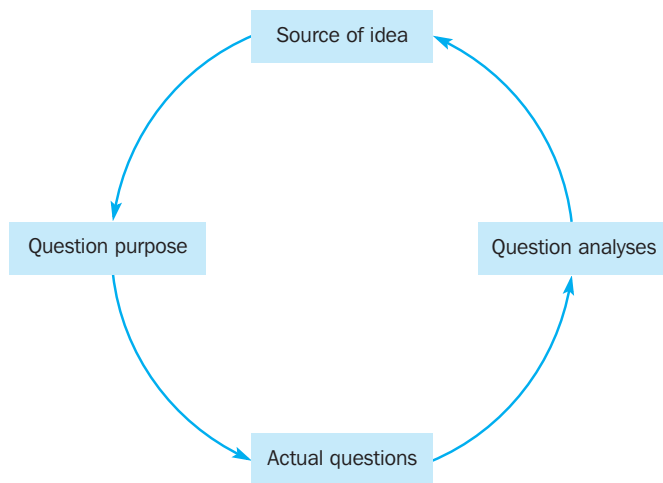 Source of idea
Question purpose
Question analyses
Actual questions